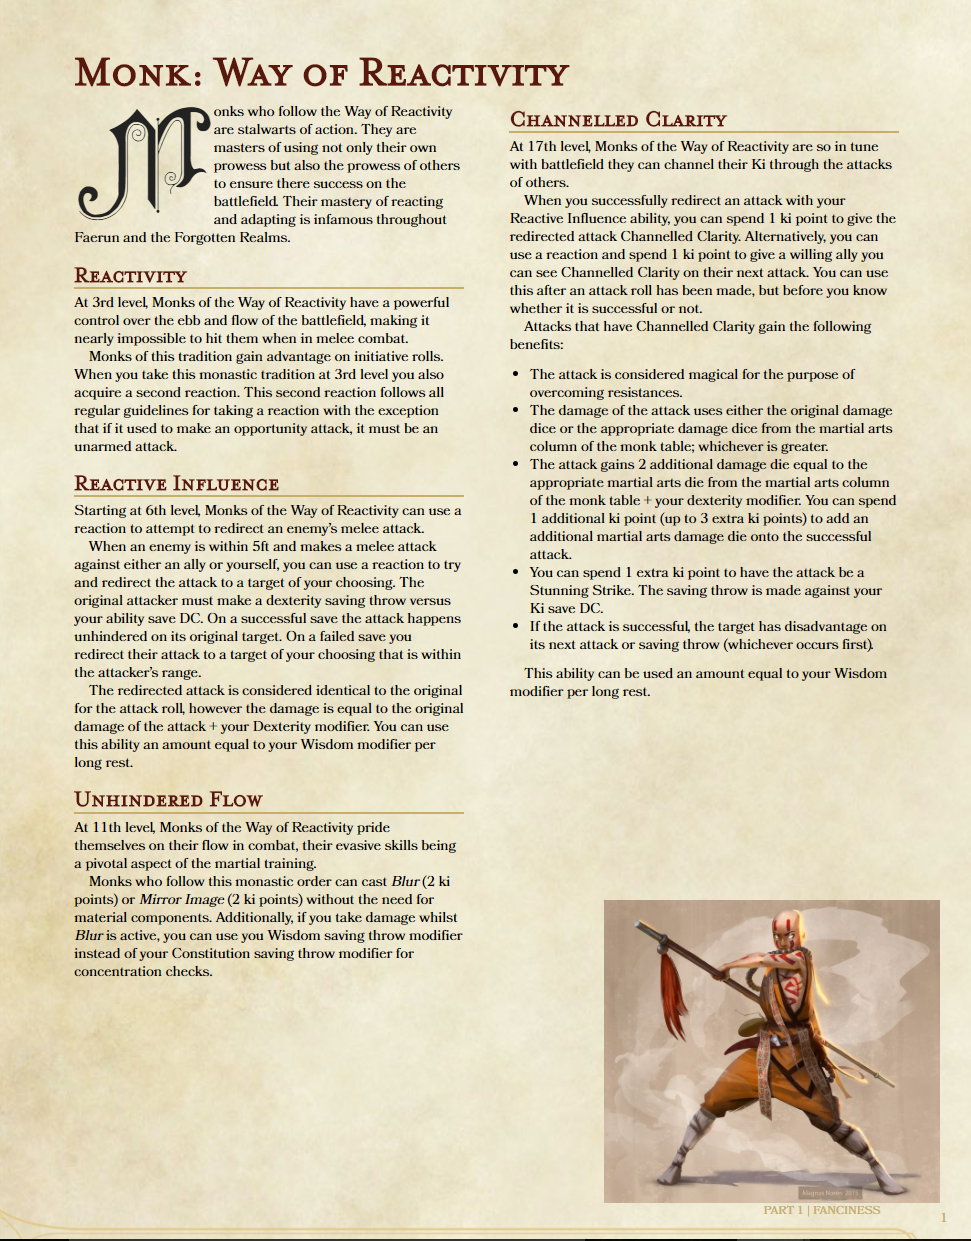 Monk: Way of Reactivity
Monks who follow the Way of Reactivity
are stalwarts of action. They are
masters of using not only their own
prowess but also the prowess of others
to ensure there success on the
battlefield. Their mastery of reacting
and adapting is infamous throughout
Faerun and the Forgotten Realms.
Reactivity
At 3rd level, Monks of the Way of Reactivity have a powerful
control over the ebb and flow of the battlefield, making it
nearly impossible to hit them when in melee combat.
Monks of this tradition gain advantage on initiative rolls.
When you take this monastic tradition at 3rd level you also
acquire a second reaction. This second reaction follows all
regular guidelines for taking a reaction with the exception
that if it used to make an opportunity attack, it must be an
unarmed attack.
Reactive Influence
Starting at 6th level, Monks of the Way of Reactivity can use a
reaction to attempt to redirect an enemy's melee attack.
When an enemy is within 5ft and makes a melee attack
against either an ally or yourself, you can use a reaction to try
and redirect the attack to a target of your choosing. The
original attacker must make a dexterity saving throw versus
your ability save DC. On a successful save the attack happens
unhindered on its original target. On a failed save you
redirect their attack to a target of your choosing that is within
the attacker's range.
The redirected attack is considered identical to the original
for the attack roll, however the damage is equal to the original
damage of the attack + your Dexterity modifier. You can use
this ability an amount equal to your Wisdom modifier per
long rest.
Unhindered Flow
At 11th level, Monks of the Way of Reactivity pride
themselves on their flow in combat, their evasive skills being
a pivotal aspect of the martial training.
Monks who follow this monastic order can cast Blur (2 ki
points) or Mirror Image (2 ki points) without the need for
material components. Additionally, if you take damage whilst
Blur is active, you can use you Wisdom saving throw modifier
instead of your Constitution saving throw modifier for
concentration checks.
Channelled Clarity
At 17th level, Monks of the Way of Reactivity are so in tune
with battlefield they can channel their Ki through the attacks
of others.
When you successfully redirect an attack with your
Reactive Influence ability, you can spend 1 ki point to give the
redirected attack Channelled Clarity. Alternatively, you can
use a reaction and spend 1 ki point to give a willing ally you
can see Channelled Clarity on their next attack. You can use
this after an attack roll has been made, but before you know
whether it is successful or not.
Attacks that have Channelled Clarity gain the following
benefits:
• The attack is considered magical for the purpose of
overcoming resistances.
• The damage of the attack uses either the original damage
dice or the appropriate damage dice from the martial arts
column of the monk table; whichever is greater.
• The attack gains 2 additional damage die equal to the
appropriate martial arts die from the martial arts column
of the monk table + your dexterity modifier. You can spend
1 additional ki point (up to 3 extra ki points) to add an
additional martial arts damage die onto the successful
attack.
• You can spend 1 extra ki point to have the attack be a
Stunning Strike. The saving throw is made against your
Ki save DC.
• If the attack is successful, the target has disadvantage on
its next attack or saving throw (whichever occurs first).
This ability can be used an amount equal to your Wisdom
modifier per long rest.
PART 1 | FANCINESS
1